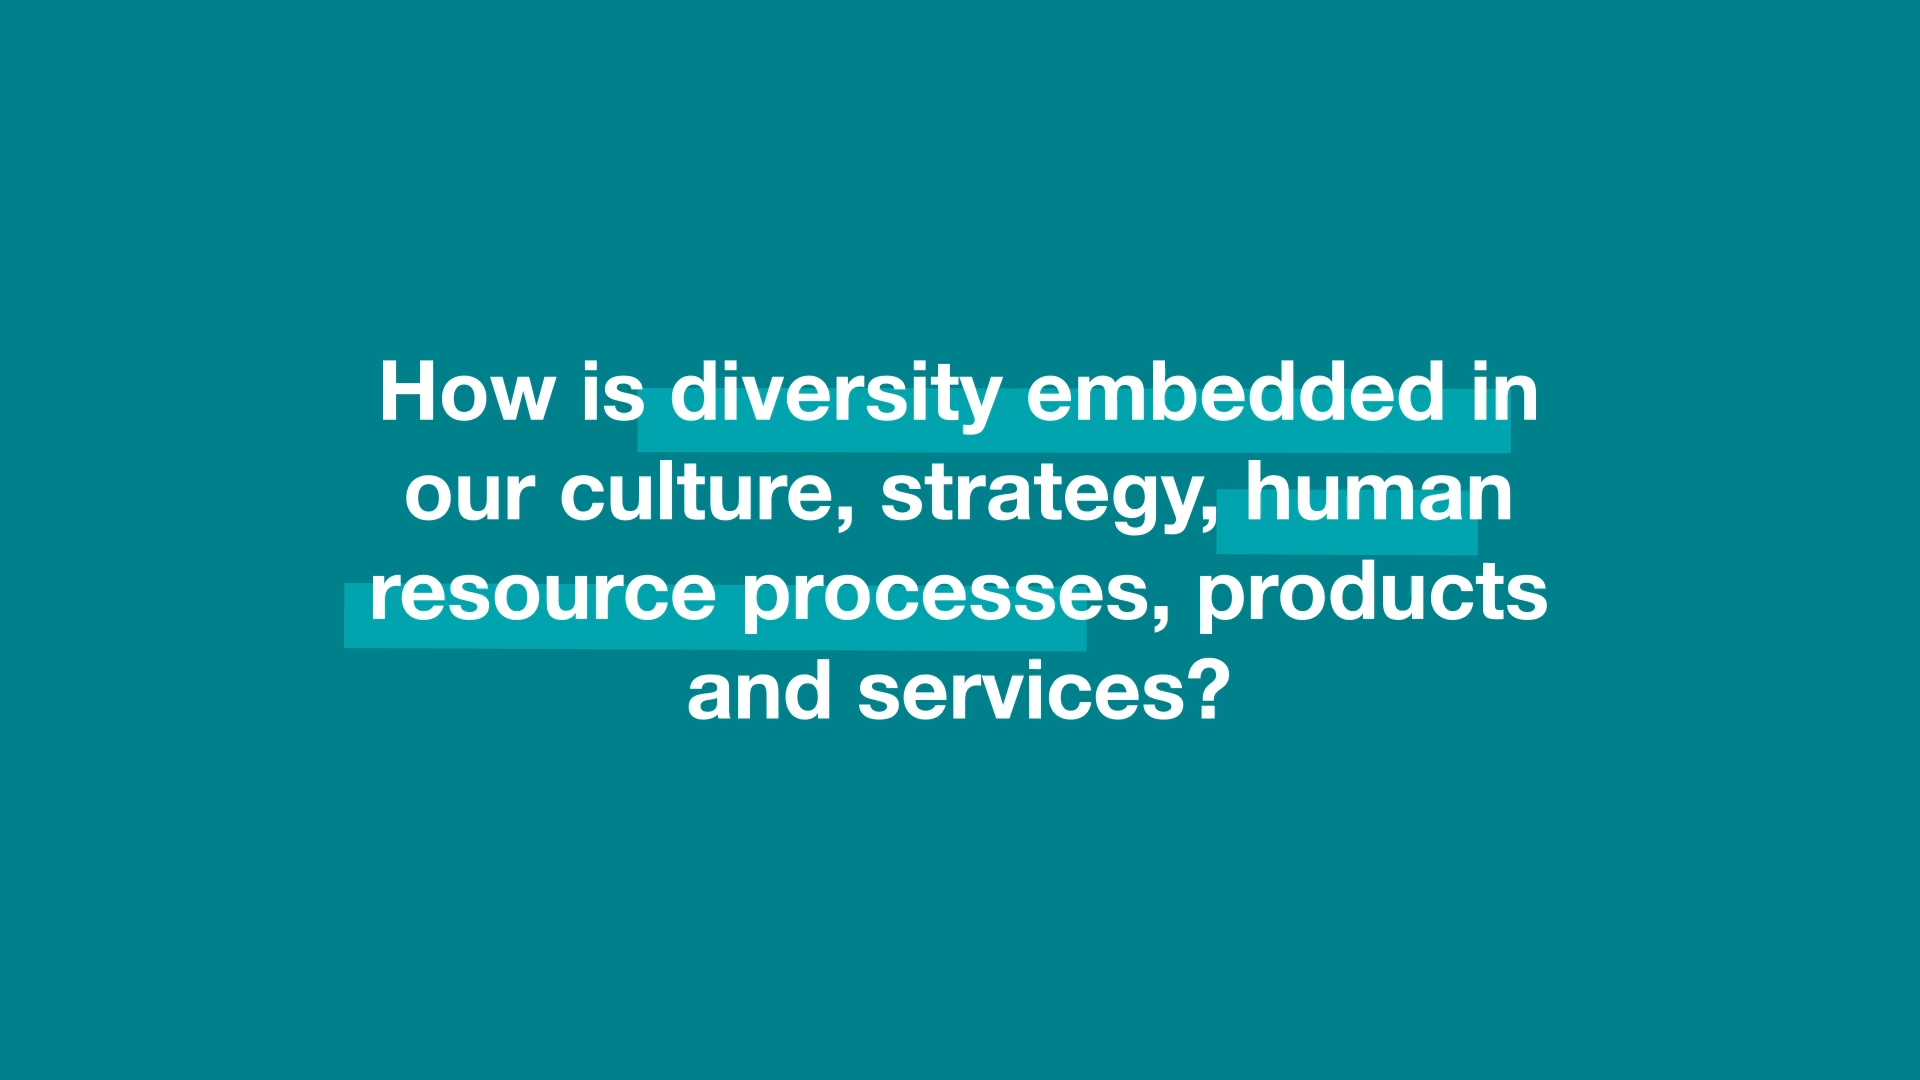 How is diversity embedded in
our culture, strategy, human
resource processes, products
and services?